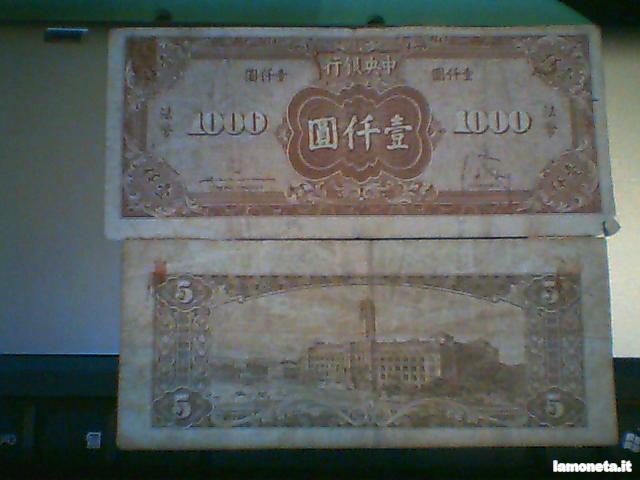 中央銀行
圓仟壹 圓仟壹
1000 圓仟壹 1000
法幣 法幣
5 5
5 5
lamoneta.it